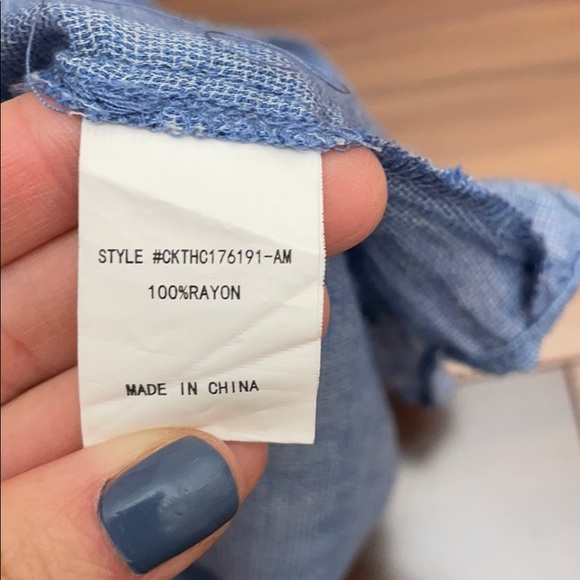 STYLE #CKTHC176191-AM
100%RAYON
MADE IN CHINA